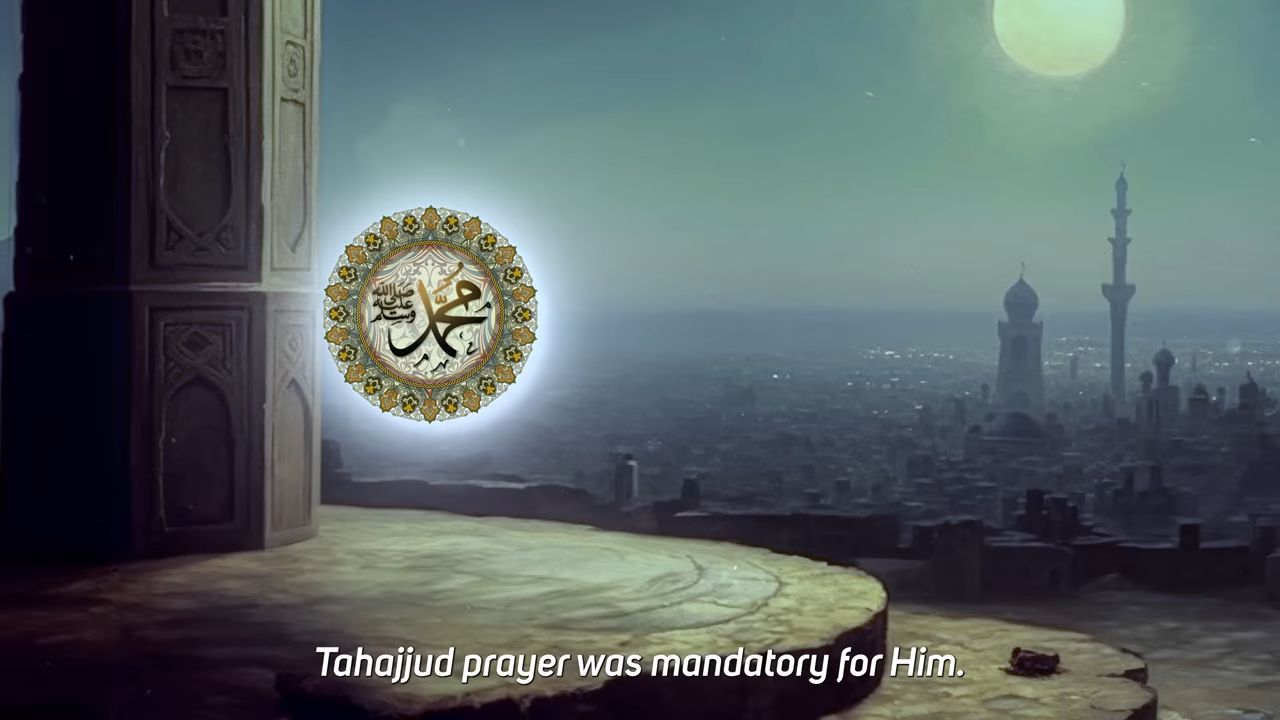 محمد
صلى الله
عليه
وسلم
Tahajjud prayer was mandatory for Him.